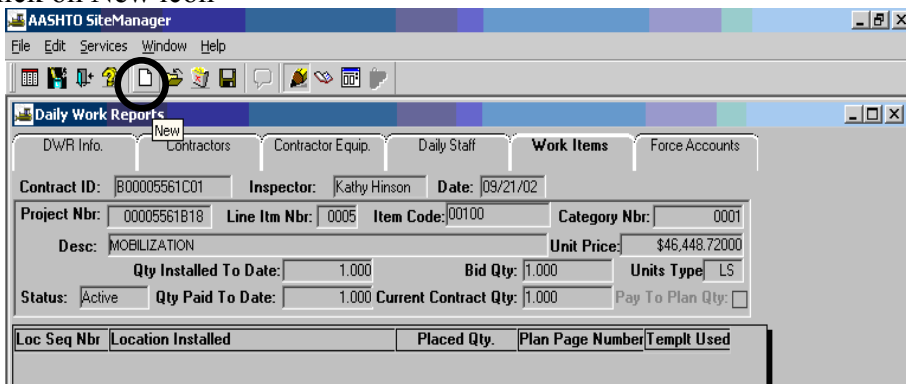 ick on New icon
AASHTO SiteManager
File Edit Services Window Help
Daily Work Reports
New
DWR Info. Contractors Contractor Equip. Daily Staff Work Items Force Accounts
Contract ID: B00005561C01 Inspector: Kathy Hinson Date: 09/21/02
Project Nbr: 00005561B18 Line Itm Nbr: 0005 Item Code: 00100 Category Nbr: 0001
Desc: MOBILIZATION Unit Price: $46,448.72000
Qty Installed To Date: 1.000 Bid Qty: 1.000 Units Type LS
Status: Active Qty Paid To Date: 1.000 Current Contract Qty: 1.000 Pay To Plan Qty:
Loc Seq Nbr Location Installed Placed Qty. Plan Page Number Templt Used